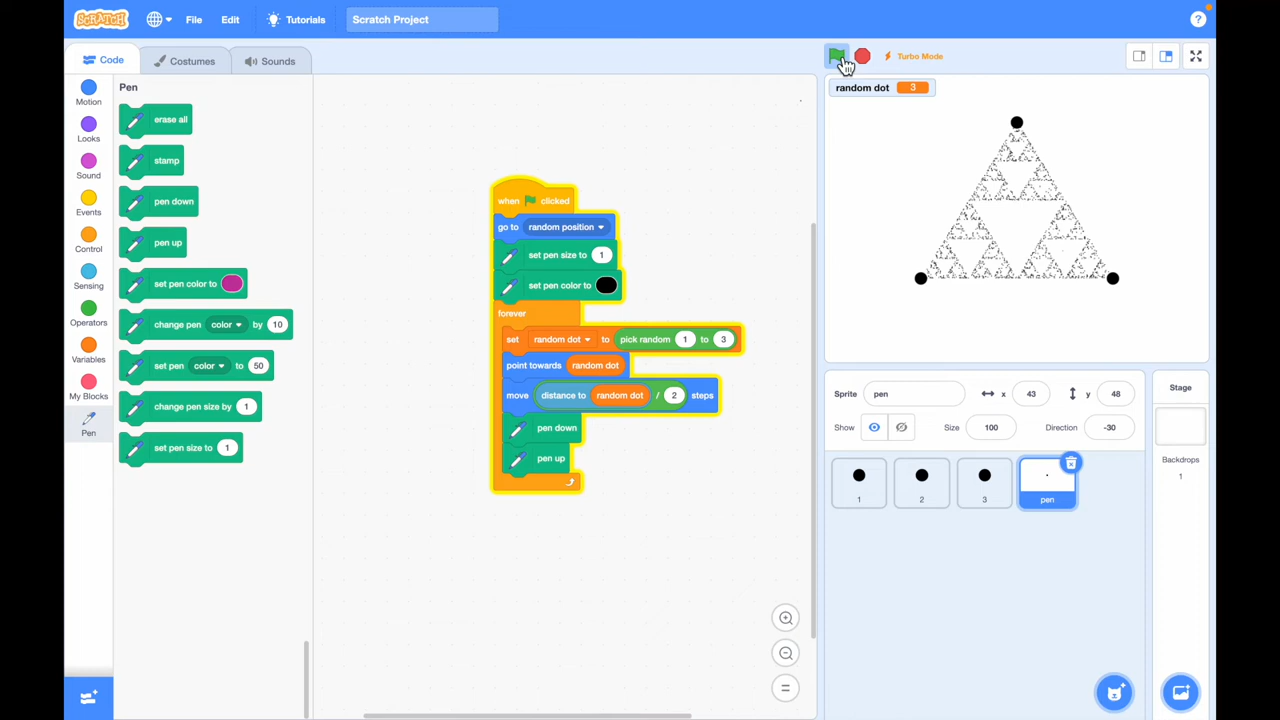 SCRATCH File Edit Tutorials Scratch Project ?
Code Costumes Sounds Turbo Mode
Motion
Looks
Sound
Events
Control
Sensing
Operators
Variables
My Blocks
Pen
Pen
erase all
stamp
pen down
pen up
set pen color to
change pen color by 10
set pen color to 50
change pen size by 1
set pen size to 1
when clicked
go to random position
set pen size to 1
set pen color to
forever
set random dot to pick random 1 to 3
point towards random dot
move distance to random dot / 2 steps
pen down
pen up
random dot 3
Sprite pen x 43 y 48
Show Size 100 Direction -30
1 2 3 pen
Stage
Backdrops
1